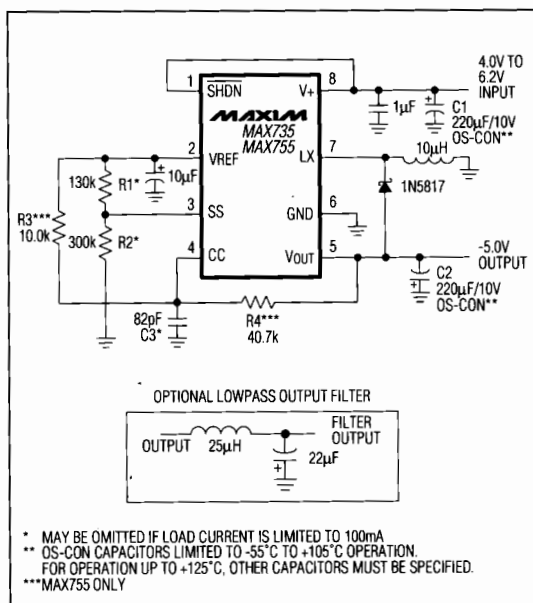 4.0V TO
6.2V
INPUT
1
SHDN
8
V+
1µF
+
C1
220µF/10V
OS-CON**
MAXIM
MAX735
MAX755
2
VREF
7
LX
10µH
130k
R1*
+
10µF
1N5817
R3***
10.0k
3
SS
GND
6
300k
R2*
4
CC
VOUT
5
-5.0V
OUTPUT
C2
+
220µF/10V
OS-CON**
82pF
C3*
R4***
40.7k
OPTIONAL LOWPASS OUTPUT FILTER
OUTPUT
25µH
FILTER
OUTPUT
+
22µF
* MAY BE OMITTED IF LOAD CURRENT IS LIMITED TO 100mA
** OS-CON CAPACITORS LIMITED TO -55°C TO +105°C OPERATION.
FOR OPERATION UP TO +125°C, OTHER CAPACITORS MUST BE SPECIFIED.
***MAX755 ONLY